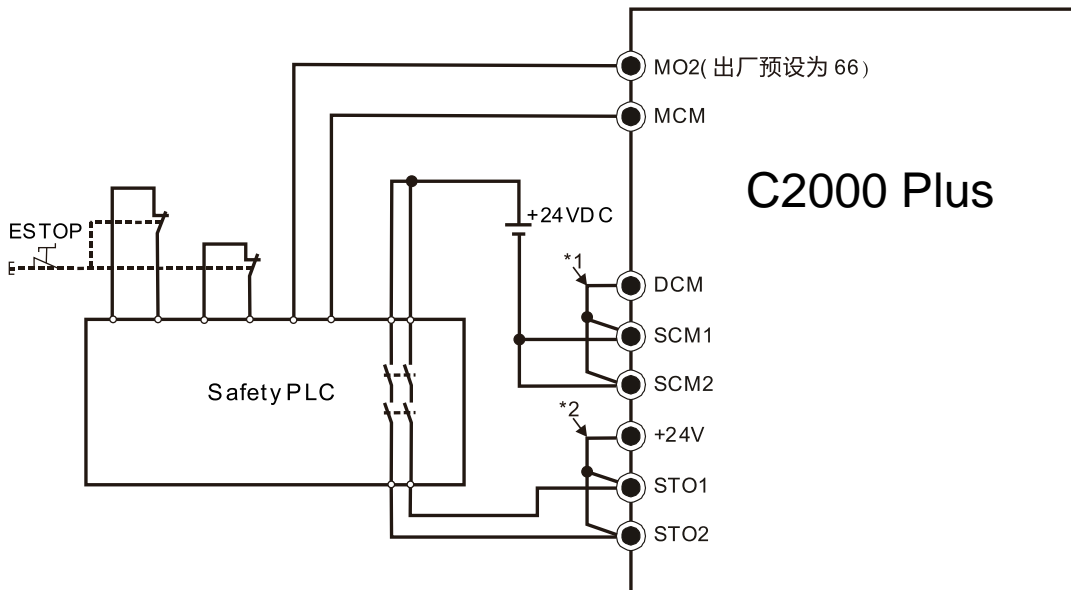 MO2(出厂预设为 66)
MCM
C2000 Plus
ESTOP
+24VDC
*1
DCM
SCM1
Safety PLC
SCM2
*2
+24V
STO1
STO2